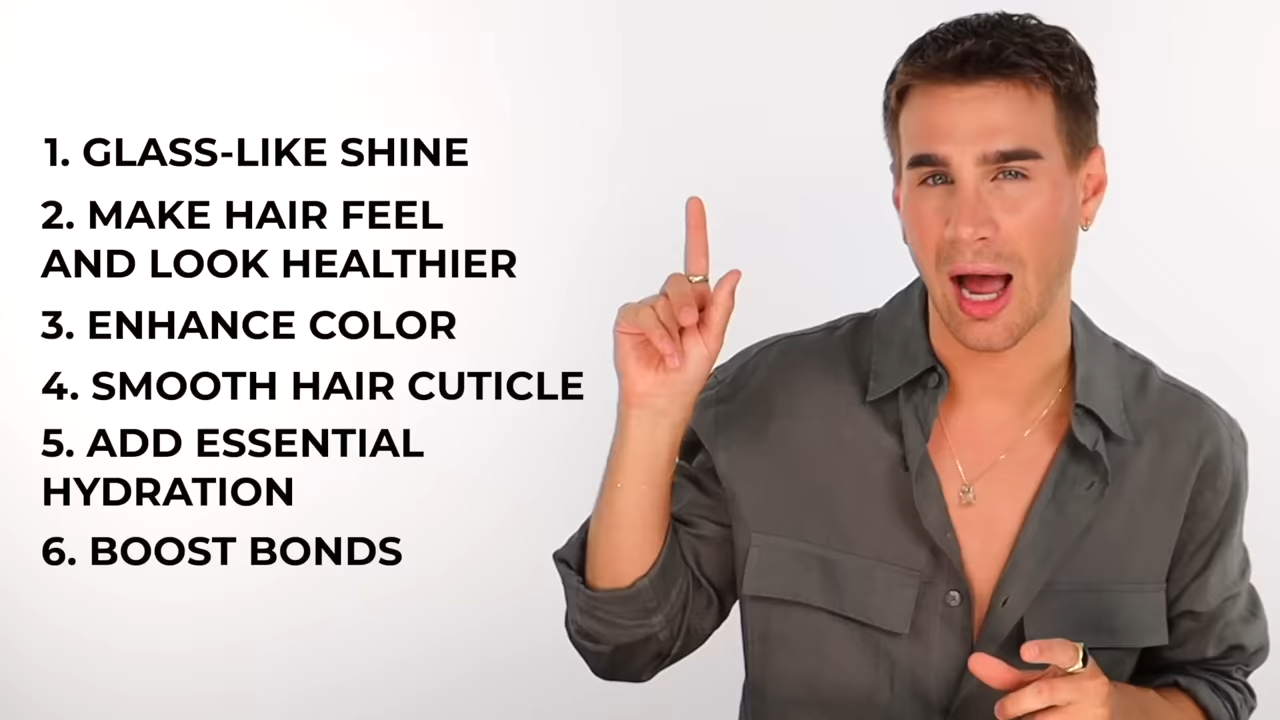 1. GLASS-LIKE SHINE
2. MAKE HAIR FEEL
AND LOOK HEALTHIER
3. ENHANCE COLOR
4. SMOOTH HAIR CUTICLE
5. ADD ESSENTIAL
HYDRATION
6. BOOST BONDS